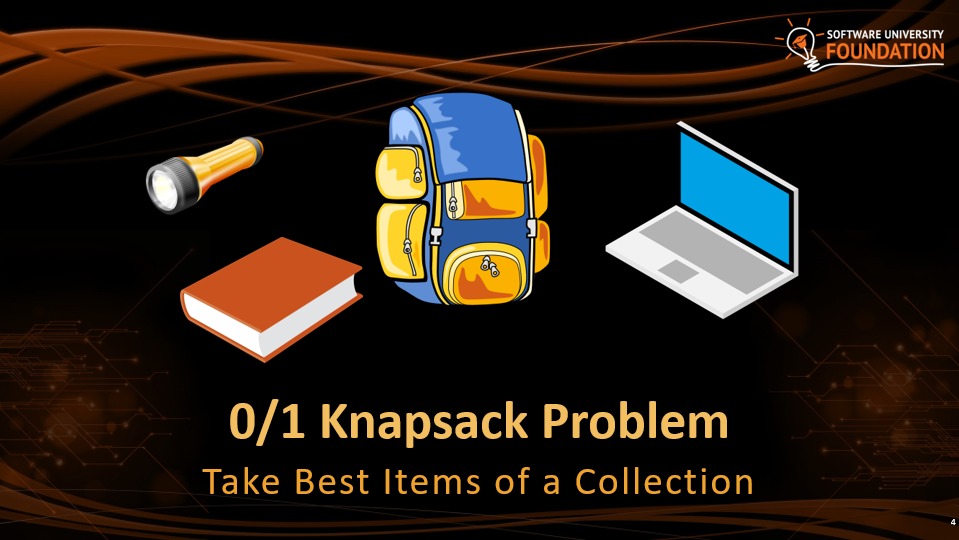 SOFTWARE UNIVERSITY
FOUNDATION
0/1 Knapsack Problem
Take Best Items of a Collection
4